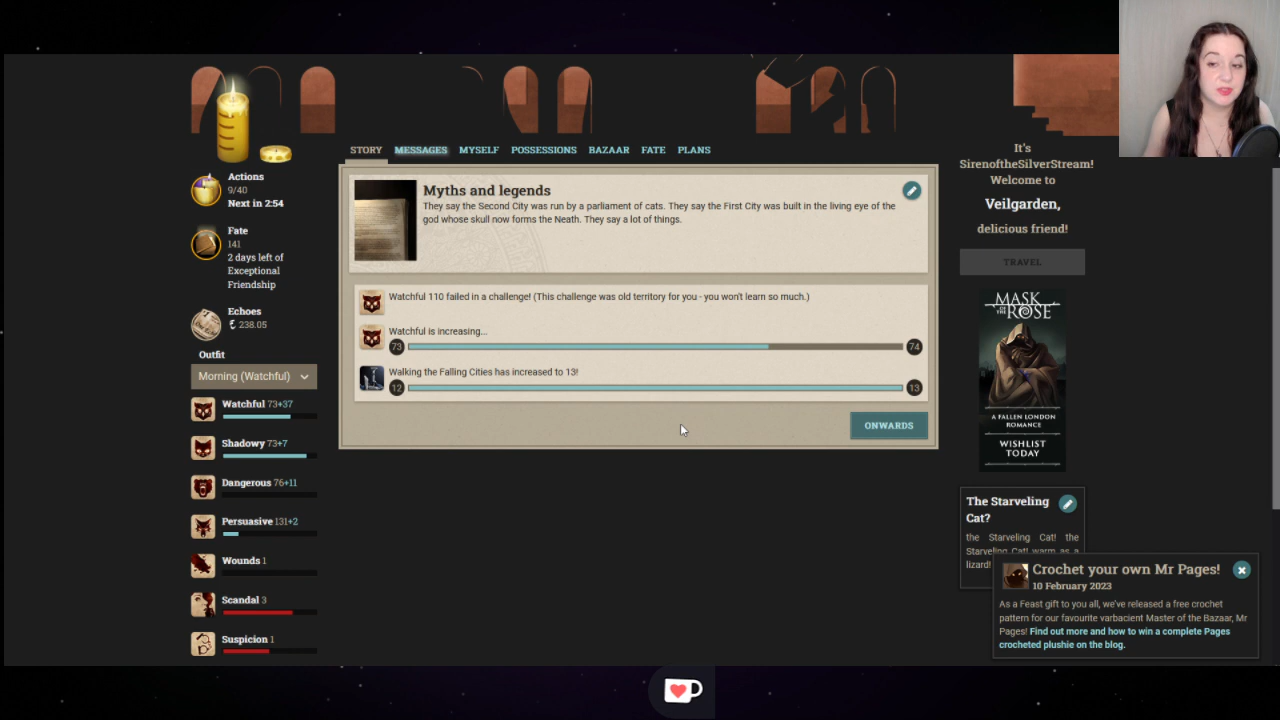 Actions
9/40
Next in 2:54
Fate
141
2 days left of
Exceptional
Friendship
Echoes
238.05
Outfit
Morning (Watchful)
Watchful 73+37
Shadowy 73+7
Dangerous 76+11
Persuasive 131+2
Wounds 1
Scandal 3
Suspicion 1
STORY MESSAGES MYSELF POSSESSIONS BAZAAR FATE PLANS
Myths and legends
They say the Second City was run by a parliament of cats. They say the First City was built in the living eye of the
god whose skull now forms the Neath. They say a lot of things.
Watchful 110 failed in a challenge! (This challenge was old territory for you - you won't learn so much.)
Watchful is increasing...
73 74
Walking the Falling Cities has increased to 13!
12 13
ONWARDS
It's
SirenoftheSilverStream!
Welcome to
Veilgarden,
delicious friend!
TRAVEL
MASK
OF THE ROSE
A FALLEN LONDON
ROMANCE
WISHLIST
TODAY
The Starveling
Cat?
the Starveling Cat! the
Starveling Cat! warm as a
lizard!
Crochet your own Mr Pages!
10 February 2023
As a Feast gift to you all, we've released a free crochet
pattern for our favourite varbacient Master of the Bazaar, Mr
Pages! Find out more and how to win a complete Pages
crocheted plushie on the blog.